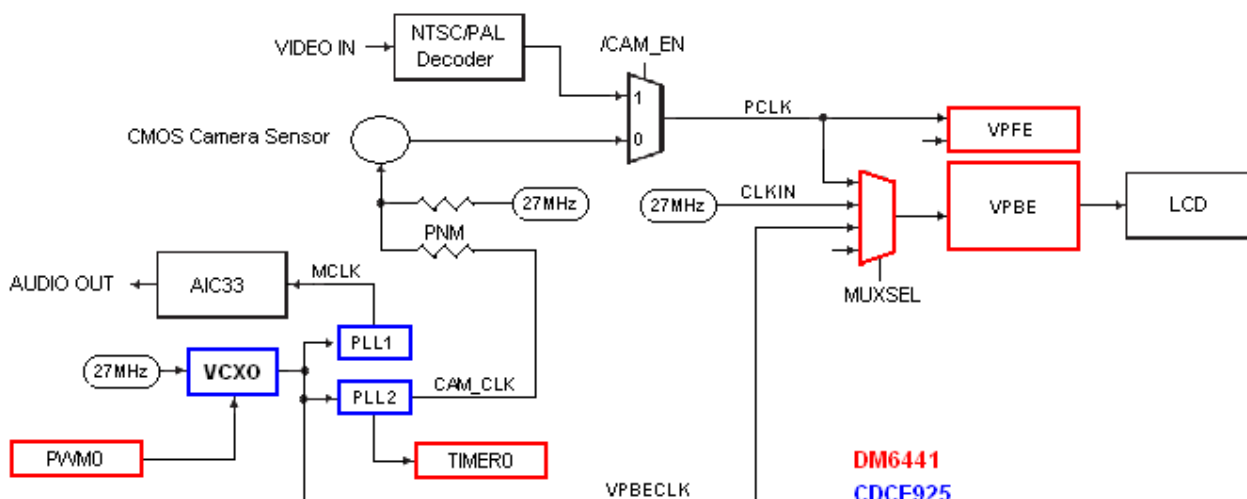 NTSC/PAL
Decoder
VIDEO IN
/CAM_EN
1
0
PCLK
VPFE
CMOS Camera Sensor
27MHz
PNM
27MHz
CLKIN
VPBE
LCD
MUXSEL
AUDIO OUT
AIC33
MCLK
PLL1
27MHz
VCXO
PLL2
CAM_CLK
PWM0
TIMER0
VPBECLK
DM6441
CDCE925